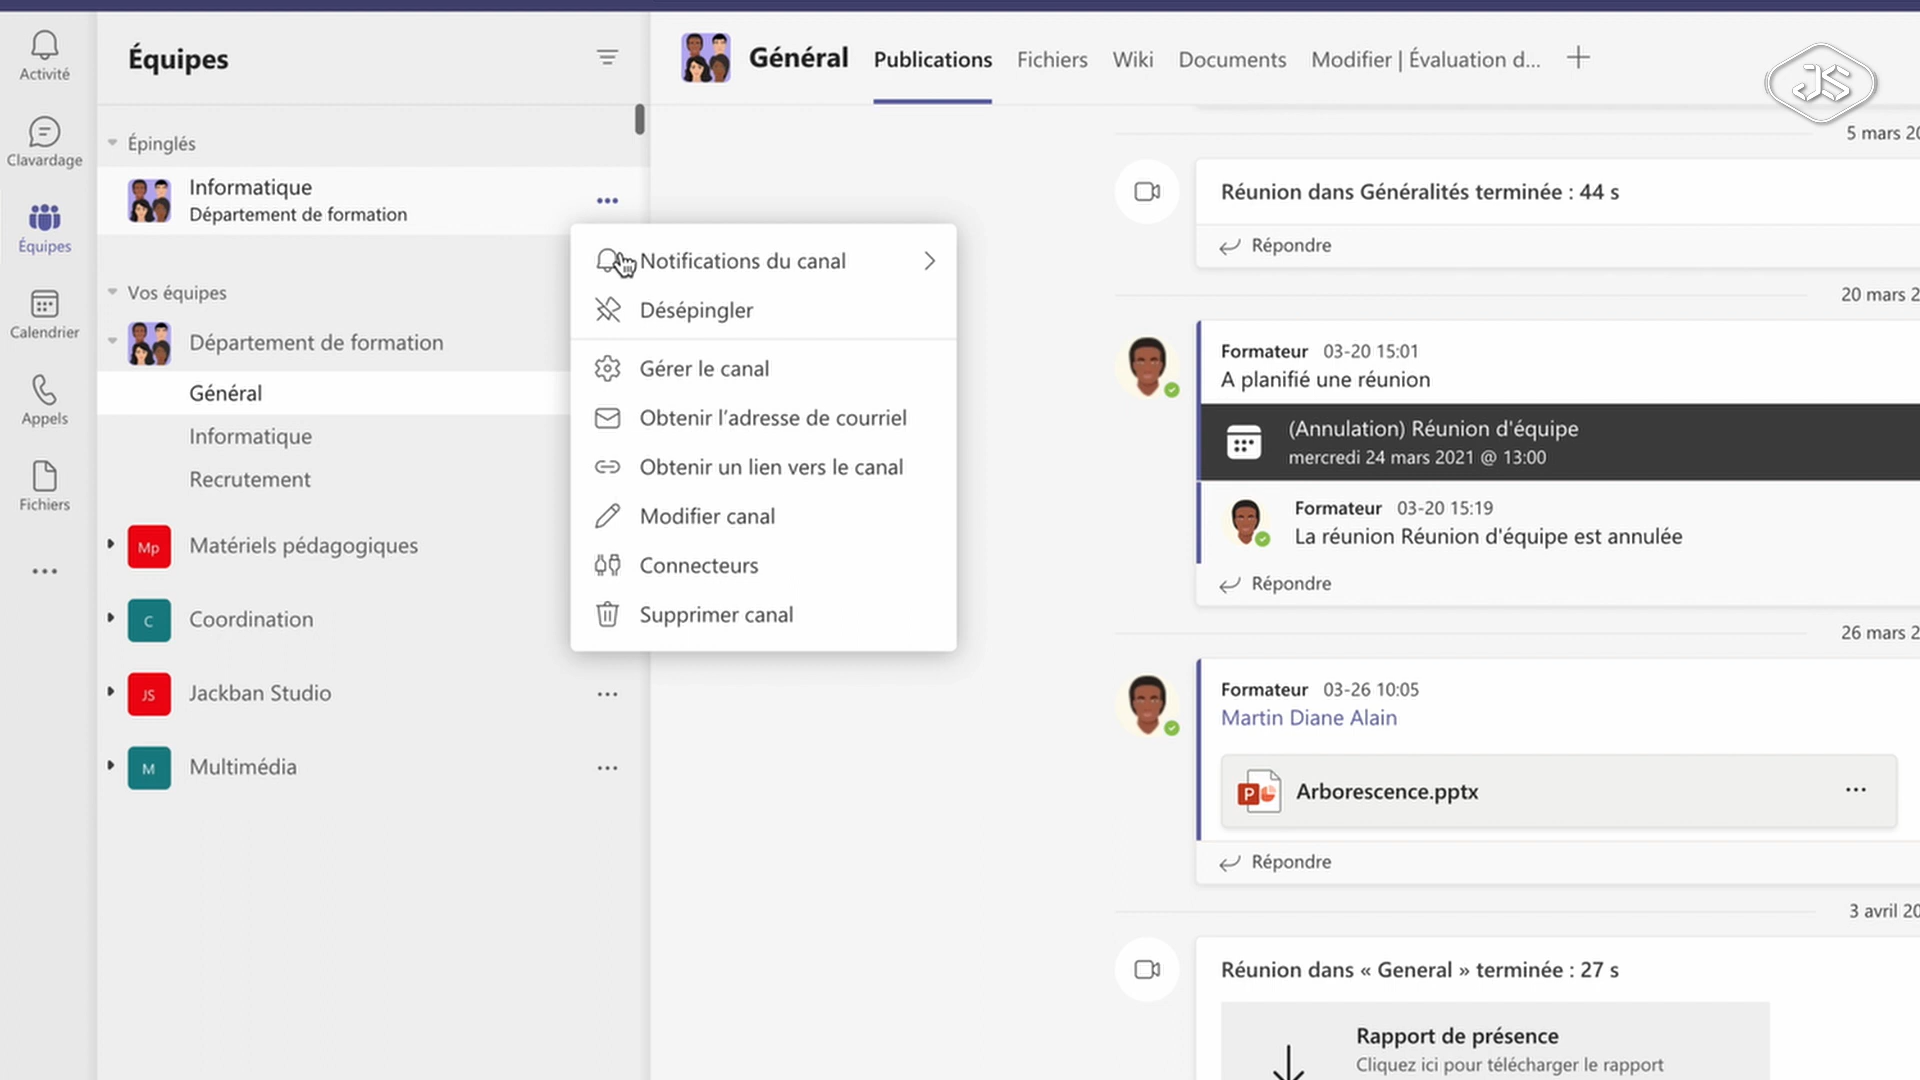 Activité
Clavardage
Équipes
Calendrier
Appels
Fichiers
Équipes
Épinglés
Informatique
Département de formation
Vos équipes
Département de formation
Général
Informatique
Recrutement
Mp Matériels pédagogiques
C Coordination
JS Jackban Studio
M Multimédia
Notifications du canal
Désépingler
Gérer le canal
Obtenir l'adresse de courriel
Obtenir un lien vers le canal
Modifier canal
Connecteurs
Supprimer canal
Général Publications Fichiers Wiki Documents Modifier | Évaluation d...
JS
5 mars 20
Réunion dans Généralités terminée : 44 s
Répondre
20 mars 2
Formateur 03-20 15:01
A planifié une réunion
(Annulation) Réunion d'équipe
mercredi 24 mars 2021 @ 13:00
Formateur 03-20 15:19
La réunion Réunion d'équipe est annulée
Répondre
26 mars 2
Formateur 03-26 10:05
Martin Diane Alain
P Arborescence.pptx
Répondre
3 avril 20
Réunion dans « General » terminée : 27 s
Rapport de présence
Cliquez ici pour télécharger le rapport